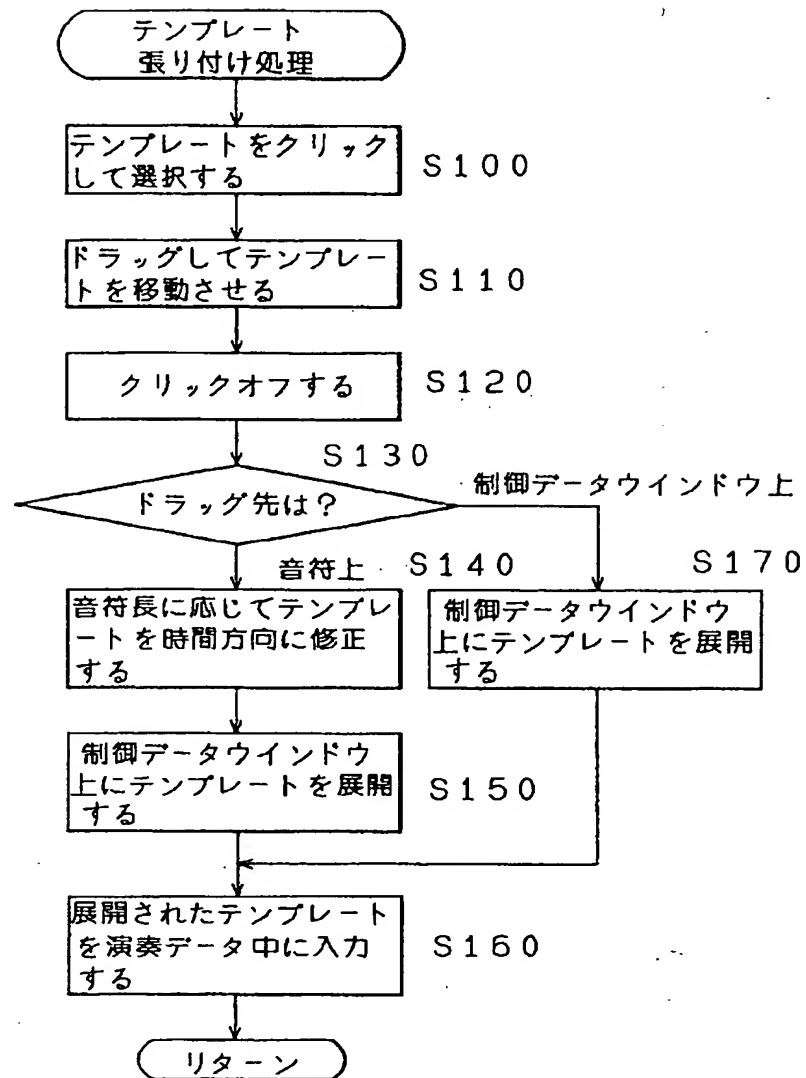 テンプレート
張り付け処理
テンプレートをクリック
して選択する
S100
ドラッグしてテンプレー
トを移動させる
S110
クリックオフする
S120
S130
ドラッグ先は?
制御データウインドウ上
音符上
S140
S170
音符長に応じてテンプレ
ートを時間方向に修正
する
制御データウインドウ
上にテンプレートを展開
する
制御データウインドウ
上にテンプレートを展開
する
S150
展開されたテンプレート
を演奏データ中に入力
する
S160
リターン